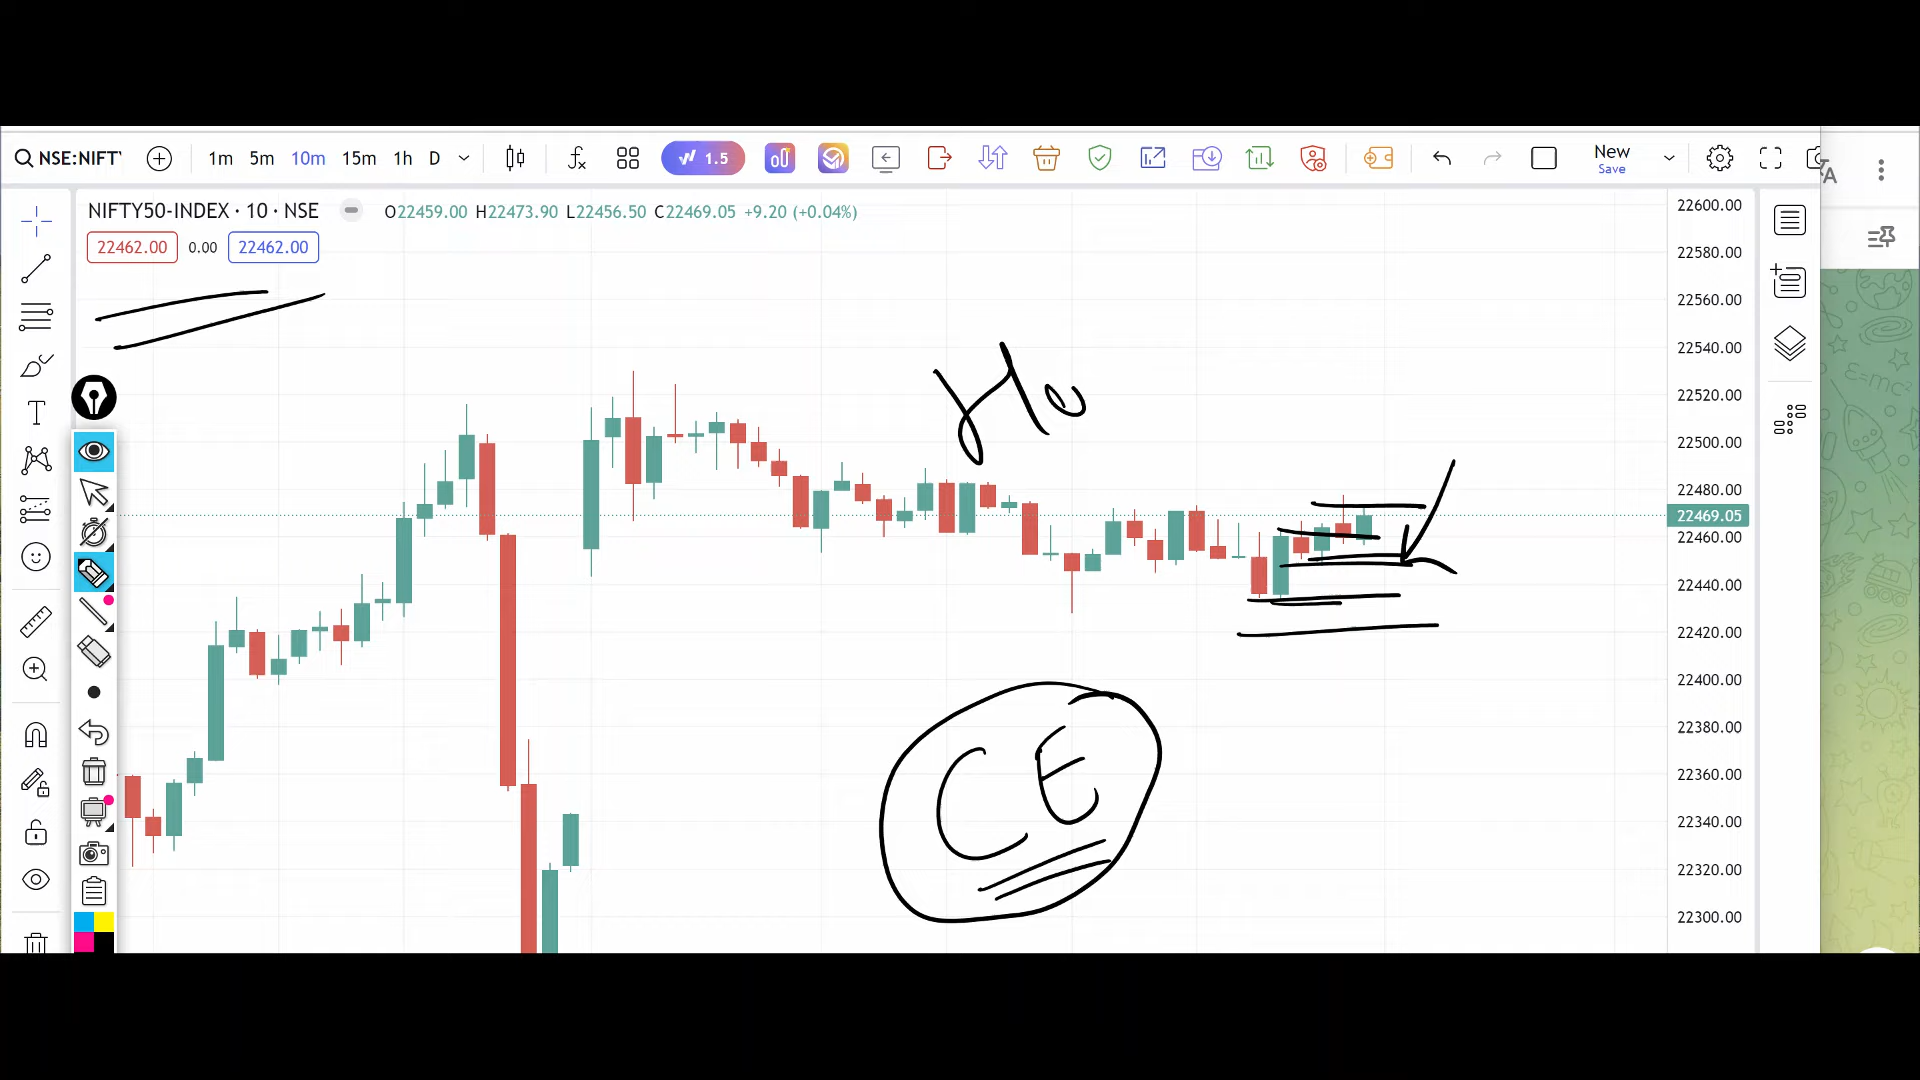 NSE:NIFT
1m 5m 10m 15m 1h D
1.5
New
Save
NIFTY50-INDEX · 10 · NSE
O22459.00 H22473.90 L22456.50 C22469.05 +9.20 (+0.04%)
22462.00 0.00 22462.00
22600.00
22580.00
22560.00
22540.00
22520.00
22500.00
22480.00
22469.05
22460.00
22440.00
22420.00
22400.00
22380.00
22360.00
22340.00
22320.00
22300.00
CE